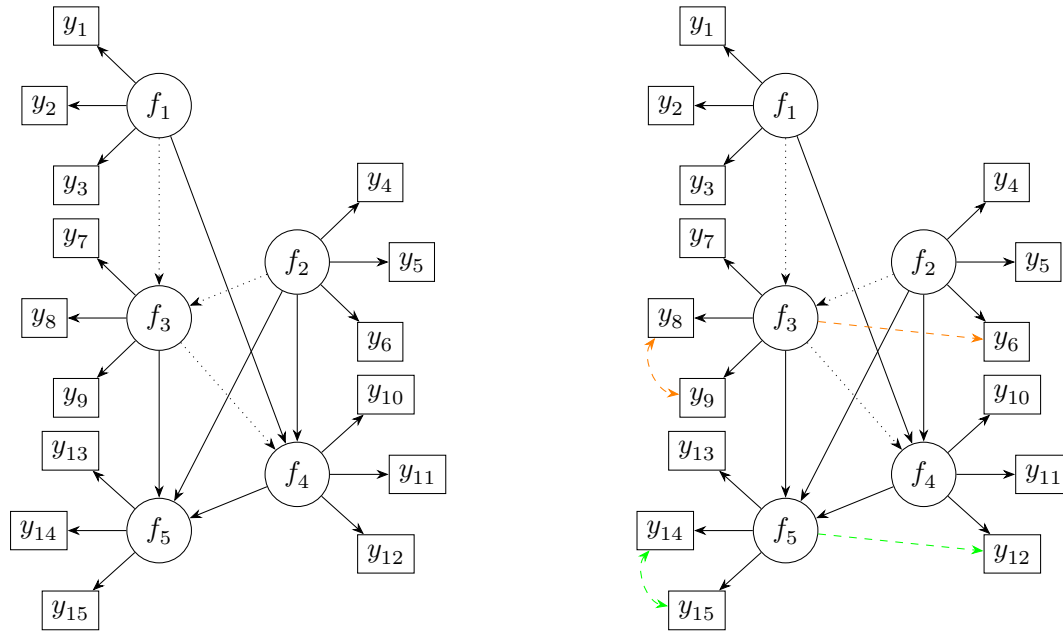 y₁
y₂
f₁
y₃
y₄
y₇
f₂
y₅
y₈
f₃
y₆
y₉
y₁₀
y₁₃
f₄
y₁₁
y₁₄
f₅
y₁₂
y₁₅
y₁
y₂
f₁
y₃
y₄
y₇
f₂
y₅
y₈
f₃
y₆
y₉
y₁₀
y₁₃
f₄
y₁₁
y₁₄
f₅
y₁₂
y₁₅